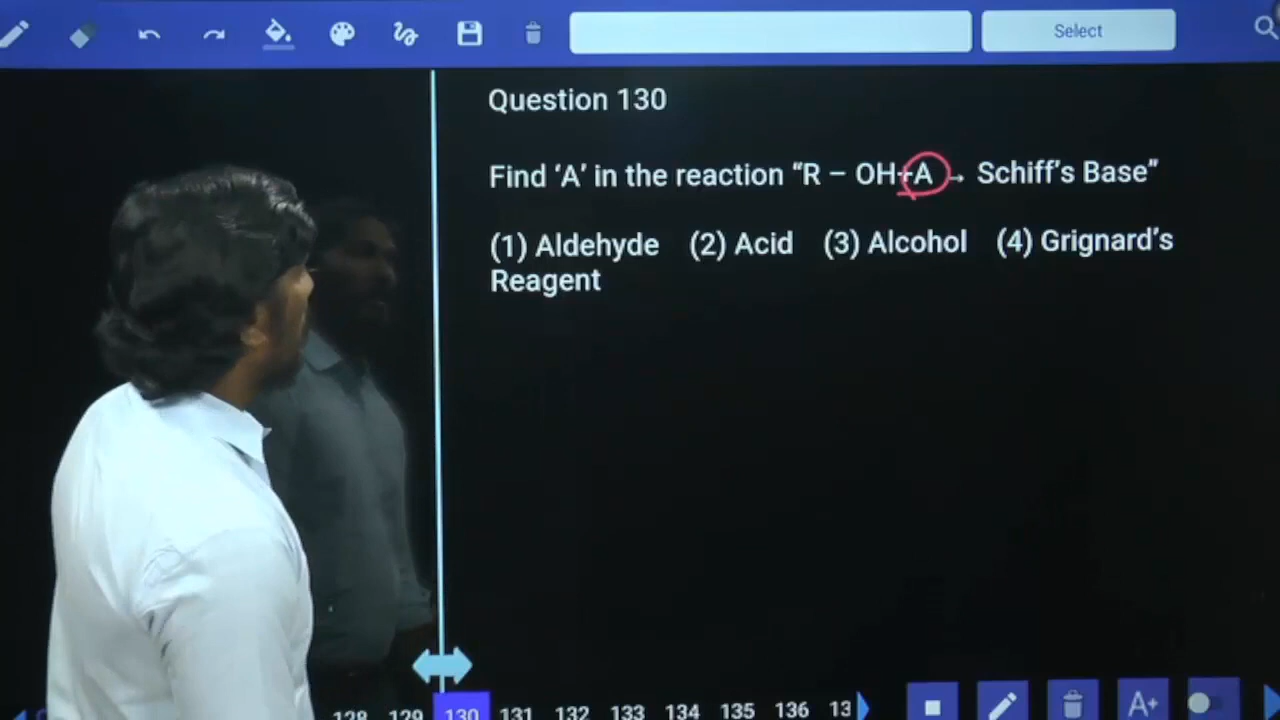 Select
Question 130
Find ‘A’ in the reaction “R – OH+A → Schiff’s Base”
(1) Aldehyde (2) Acid (3) Alcohol (4) Grignard’s
Reagent
128 129 130 131 132 133 134 135 136 13
A+